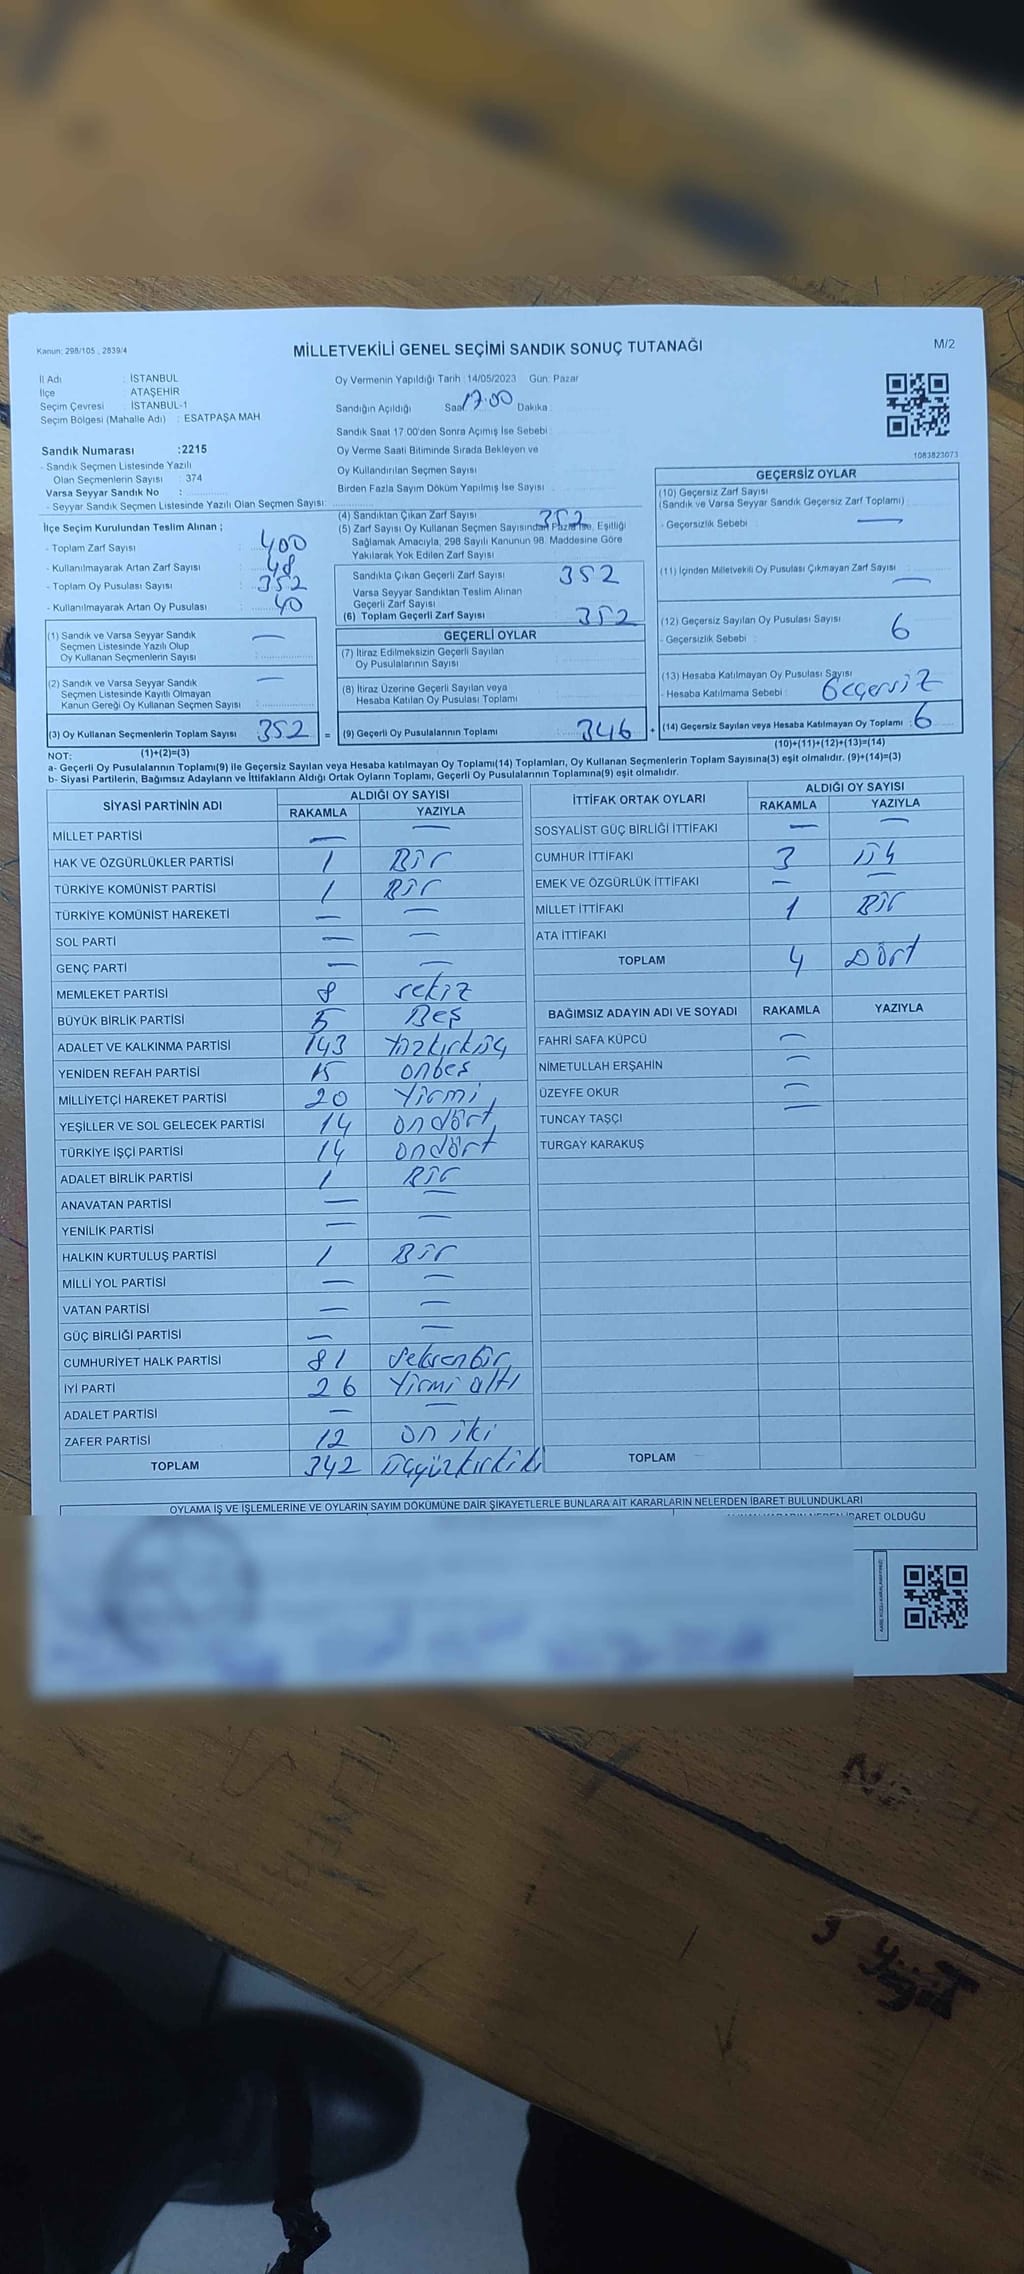 Kanun: 298/105 , 2839/4
MİLLETVEKİLİ GENEL SEÇİMİ SANDIK SONUÇ TUTANAĞI
M/2
İl Adı : İSTANBUL
İlçe : ATAŞEHİR
Seçim Çevresi : İSTANBUL-1
Seçim Bölgesi (Mahalle Adı) : ESATPAŞA MAH.
Sandık Numarası :2215
- Sandık Seçmen Listesinde Yazılı
Olan Seçmenlerin Sayısı : 374
Varsa Seyyar Sandık No :
- Seyyar Sandık Seçmen Listesinde Yazılı Olan Seçmen Sayısı:
İlçe Seçim Kurulundan Teslim Alınan ;
- Toplam Zarf Sayısı : 400
- Kullanılmayarak Artan Zarf Sayısı : 48
- Toplam Oy Pusulası Sayısı : 352
- Kullanılmayarak Artan Oy Pusulası : 40
Oy Vermenin Yapıldığı Tarih :14/05/2023 Gün: Pazar
Sandığın Açıldığı Saat 17.00 Dakika :
Sandık Saat 17:00'den Sonra Açımış İse Sebebi :
Oy Verme Saati Bitiminde Sırada Bekleyen ve
Oy Kullandırılan Seçmen Sayısı
Birden Fazla Sayım Döküm Yapılmış İse Sayısı :
(4) Sandıktan Çıkan Zarf Sayısı 352
(5) Zarf Sayısı Oy Kullanan Seçmen Sayısından Fazla İse, Eşitliği
Sağlamak Amacıyla, 298 Sayılı Kanunun 98. Maddesine Göre
Yakılarak Yok Edilen Zarf Sayısı
Sandıkta Çıkan Geçerli Zarf Sayısı 352
Varsa Seyyar Sandıktan Teslim Alınan
Geçerli Zarf Sayısı
(6) Toplam Geçerli Zarf Sayısı 352
1083823073
GEÇERSİZ OYLAR
(10) Geçersiz Zarf Sayısı
(Sandık ve Varsa Seyyar Sandık Geçersiz Zarf Toplamı) :
- Geçersizlik Sebebi : —
(11) İçinden Milletvekili Oy Pusulası Çıkmayan Zarf Sayısı :
—
(12) Geçersiz Sayılan Oy Pusulası Sayısı : 6
- Geçersizlik Sebebi :
(13) Hesaba Katılmayan Oy Pusulası Sayısı
- Hesaba Katılmama Sebebi : Geçersiz
(14) Geçersiz Sayılan veya Hesaba Katılmayan Oy Toplamı : 6
(10)+(11)+(12)+(13)=(14)
(1) Sandık ve Varsa Seyyar Sandık —
Seçmen Listesinde Yazılı Olup
Oy Kullanan Seçmenlerin Sayısı :
(2) Sandık ve Varsa Seyyar Sandık —
Seçmen Listesinde Kayıtlı Olmayan
Kanun Gereği Oy Kullanan Seçmen Sayısı :
(3) Oy Kullanan Seçmenlerin Toplam Sayısı 352 =
(1)+(2)=(3)
GEÇERLİ OYLAR
(7) İtiraz Edilmeksizin Geçerli Sayılan
Oy Pusulalarının Sayısı
(8) İtiraz Üzerine Geçerli Sayılan veya
Hesaba Katılan Oy Pusulası Toplamı
(9) Geçerli Oy Pusulalarının Toplamı : 346 +
NOT:
a- Geçerli Oy Pusulalarının Toplamı(9) ile Geçersiz Sayılan veya Hesaba katılmayan Oy Toplamı(14) Toplamları, Oy Kullanan Seçmenlerin Toplam Sayısına(3) eşit olmalıdır. (9)+(14)=(3)
b- Siyasi Partilerin, Bağımsız Adayların ve İttifakların Aldığı Ortak Oyların Toplamı, Geçerli Oy Pusulalarının Toplamına(9) eşit olmalıdır.
SİYASİ PARTİNİN ADI ALDIĞI OY SAYISI
RAKAMLA YAZIYLA
MİLLET PARTİSİ — —
HAK VE ÖZGÜRLÜKLER PARTİSİ 1 Bir
TÜRKİYE KOMÜNİST PARTİSİ 1 Bir
TÜRKİYE KOMÜNİST HAREKETİ — —
SOL PARTİ — —
GENÇ PARTİ — —
MEMLEKET PARTİSİ 8 sekiz
BÜYÜK BİRLİK PARTİSİ 5 Beş
ADALET VE KALKINMA PARTİSİ 143 Yüzkırküç
YENİDEN REFAH PARTİSİ 15 onbeş
MİLLİYETÇİ HAREKET PARTİSİ 20 Yirmi
YEŞİLLER VE SOL GELECEK PARTİSİ 14 ondört
TÜRKİYE İŞÇİ PARTİSİ 14 ondört
ADALET BİRLİK PARTİSİ 1 Bir
ANAVATAN PARTİSİ — —
YENİLİK PARTİSİ — —
HALKIN KURTULUŞ PARTİSİ 1 Bir
MİLLİ YOL PARTİSİ — —
VATAN PARTİSİ — —
GÜÇ BİRLİĞİ PARTİSİ — —
CUMHURİYET HALK PARTİSİ 81 seksenbir
İYİ PARTİ 26 Yirmi altı
ADALET PARTİSİ — —
ZAFER PARTİSİ 12 on iki
TOPLAM 342 Üçyüzkırkiki
İTTİFAK ORTAK OYLARI ALDIĞI OY SAYISI
RAKAMLA YAZIYLA
SOSYALİST GÜÇ BİRLİĞİ İTTİFAKI — —
CUMHUR İTTİFAKI 3 üç
EMEK VE ÖZGÜRLÜK İTTİFAKI — —
MİLLET İTTİFAKI 1 Bir
ATA İTTİFAKI
TOPLAM 4 Dört
BAĞIMSIZ ADAYIN ADI VE SOYADI RAKAMLA YAZIYLA
FAHRİ SAFA KÜPCÜ —
NİMETULLAH ERŞAHİN —
ÜZEYFE OKUR —
TUNCAY TAŞÇI —
TURGAY KARAKUŞ
TOPLAM
OYLAMA İŞ VE İŞLEMLERİNE VE OYLARIN SAYIM DÖKÜMÜNE DAİR ŞİKAYETLERLE BUNLARA AİT KARARLARIN NELERDEN İBARET BULUNDUKLARI
İBARET OLDUĞU